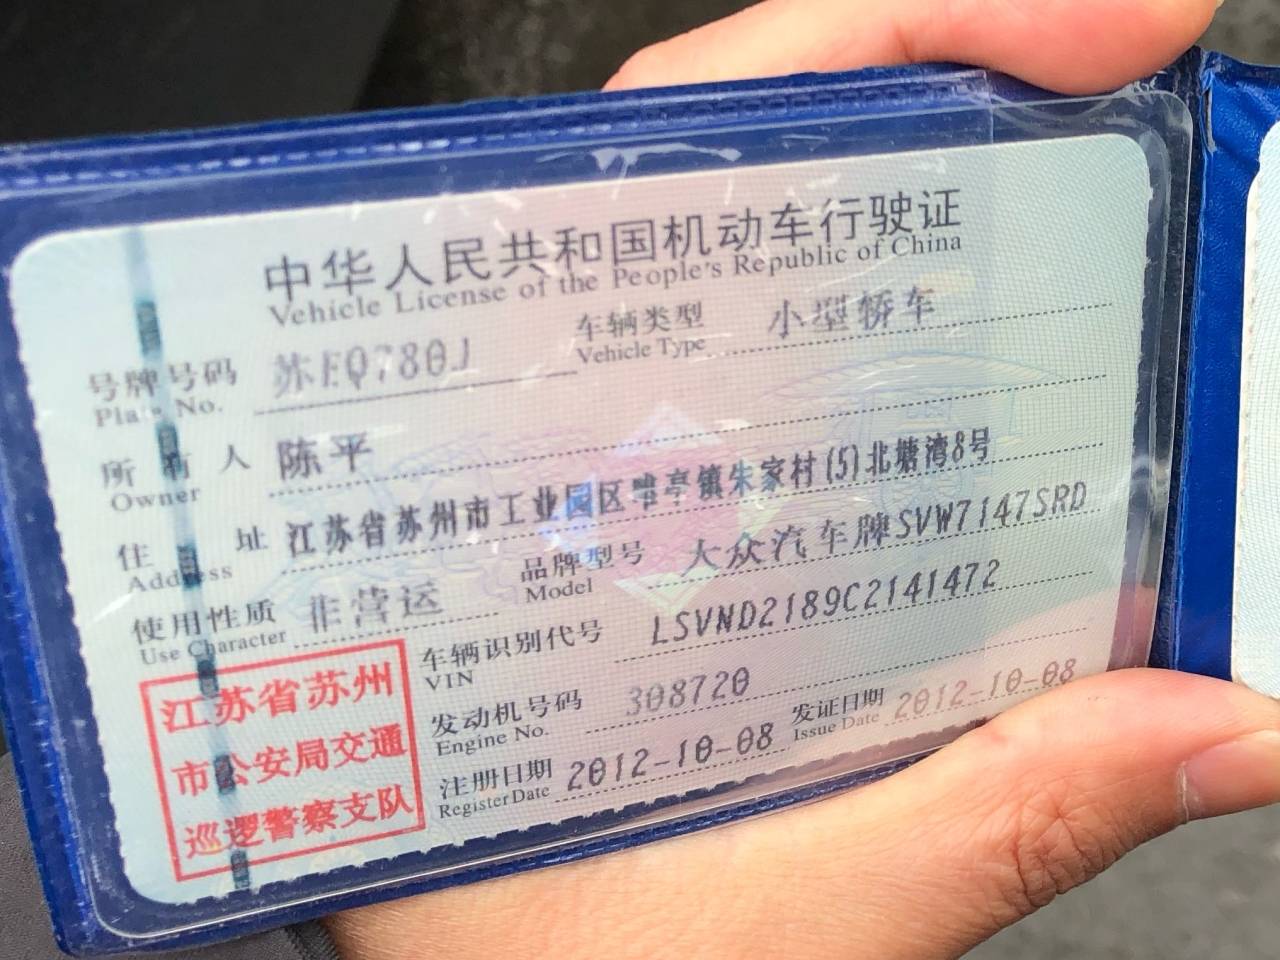 中华人民共和国机动车行驶证
Vehicle License of the People's Republic of China
号牌号码 苏EQ780J 车辆类型 小型轿车
Plate No. Vehicle Type
所有人 陈平
Owner
住址 江苏省苏州市工业园区唯亭镇朱家村(5)北塘湾8号
Address
使用性质 非营运 品牌型号 大众汽车牌SVW7147SRD
Use Character Model
车辆识别代号 LSVND2189C2141472
VIN
发动机号码 308720
Engine No.
注册日期 2012-10-08 发证日期 2012-10-08
Register Date Issue Date
江苏省苏州
市公安局交通
巡逻警察支队